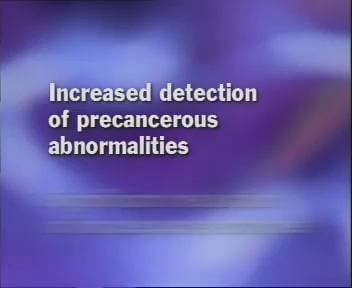 Increased detection
of precancerous
abnormalities